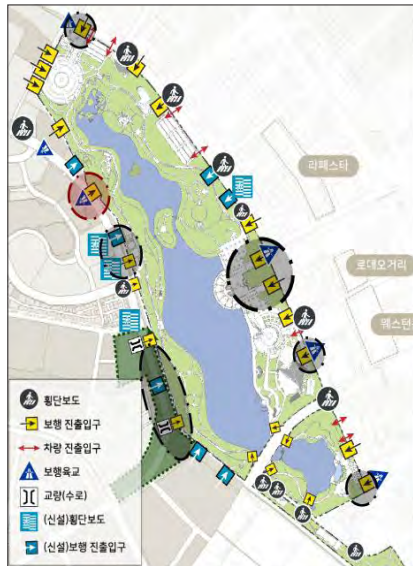 라페스타
로데오거리
웨스턴
횡단보도
보행 진출입구
차량 진출입구
보행육교
교량(수로)
(신설)횡단보도
(신설)보행 진출입구